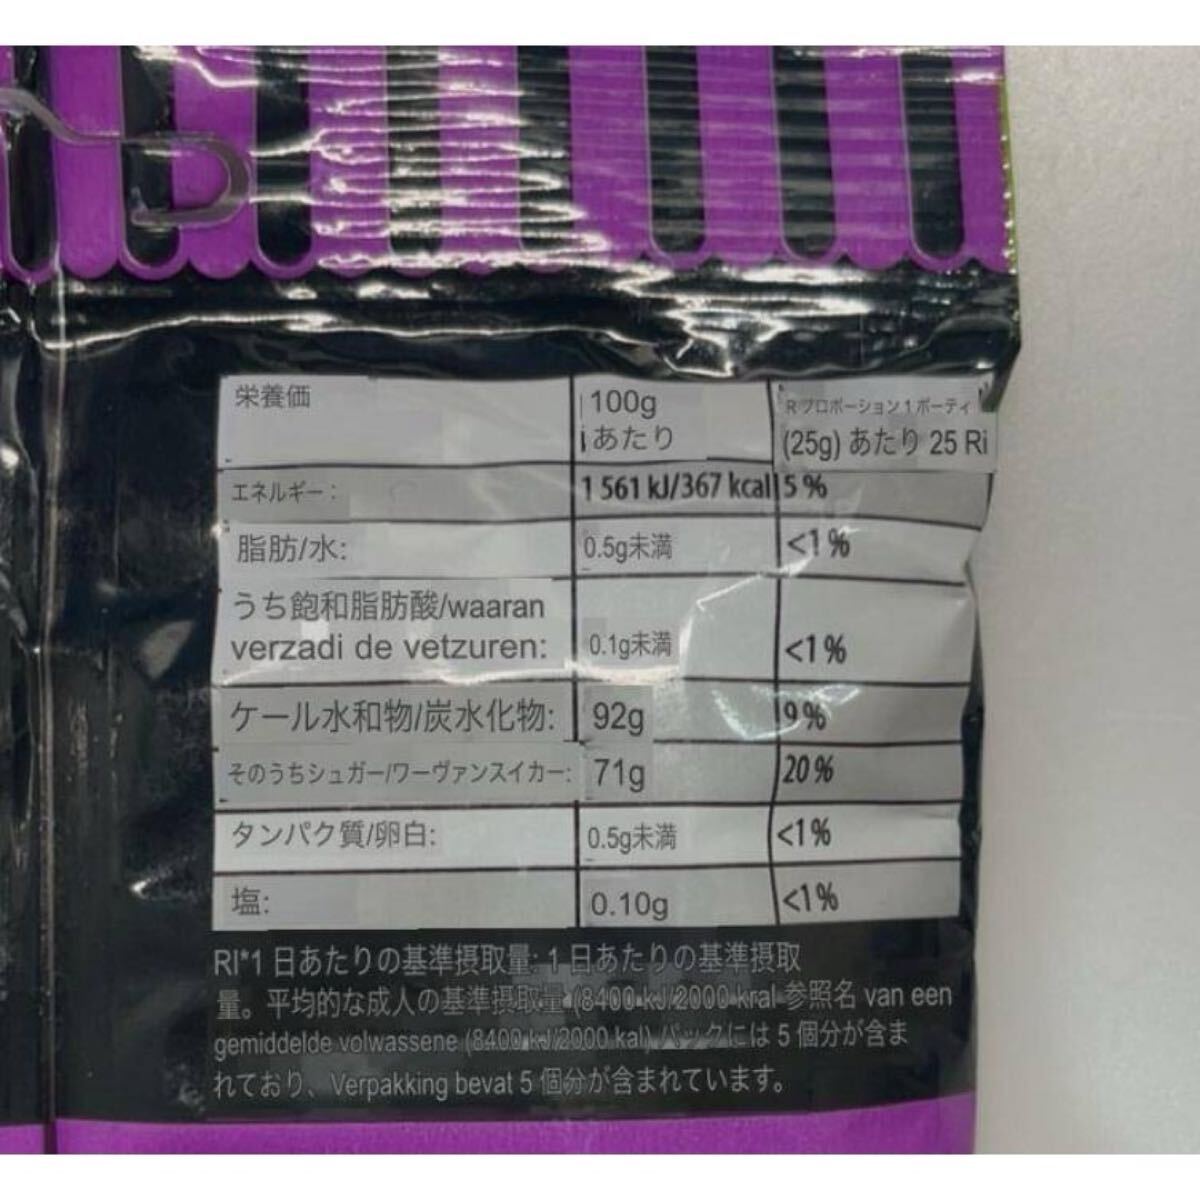 栄養価
100g
あたり
R プロポーション 1 ポーティ
(25g) あたり 25 Ri
エネルギー:
1 561 kJ/367 kcal
5 %
脂肪/水:
0.5g未満
<1 %
うち飽和脂肪酸/waaran
verzadi de vetzuren:
0.1g未満
<1 %
ケール水和物/炭水化物:
92g
9 %
そのうちシュガー/ワーヴァンスイカー:
71g
20 %
タンパク質/卵白:
0.5g未満
<1 %
塩:
0.10g
<1 %
RI*1 日あたりの基準摂取量: 1 日あたりの基準摂取
量。平均的な成人の基準摂取量 (8400 kJ/2000 kral 参照名 van een
gemiddelde volwassene (8400 kJ/2000 kal) パックには 5 個分が含ま
れており、Verpakking bevat 5 個分が含まれています。